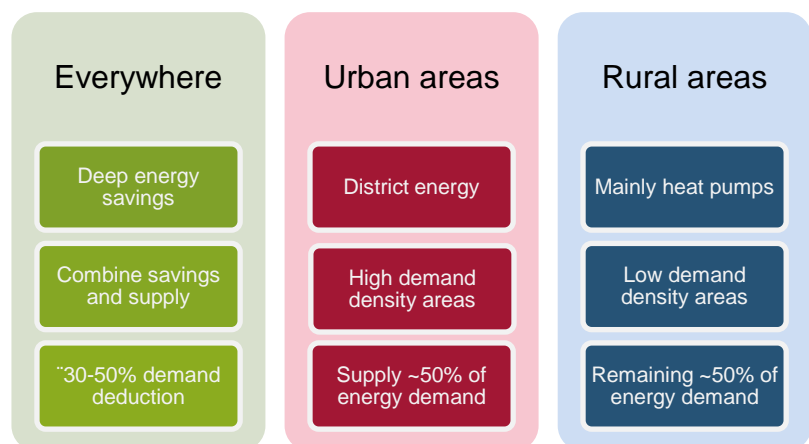 Everywhere
Deep energy
savings
Combine savings
and supply
¨30-50% demand
deduction
Urban areas
District energy
High demand
density areas
Supply ~50% of
energy demand
Rural areas
Mainly heat pumps
Low demand
density areas
Remaining ~50% of
energy demand